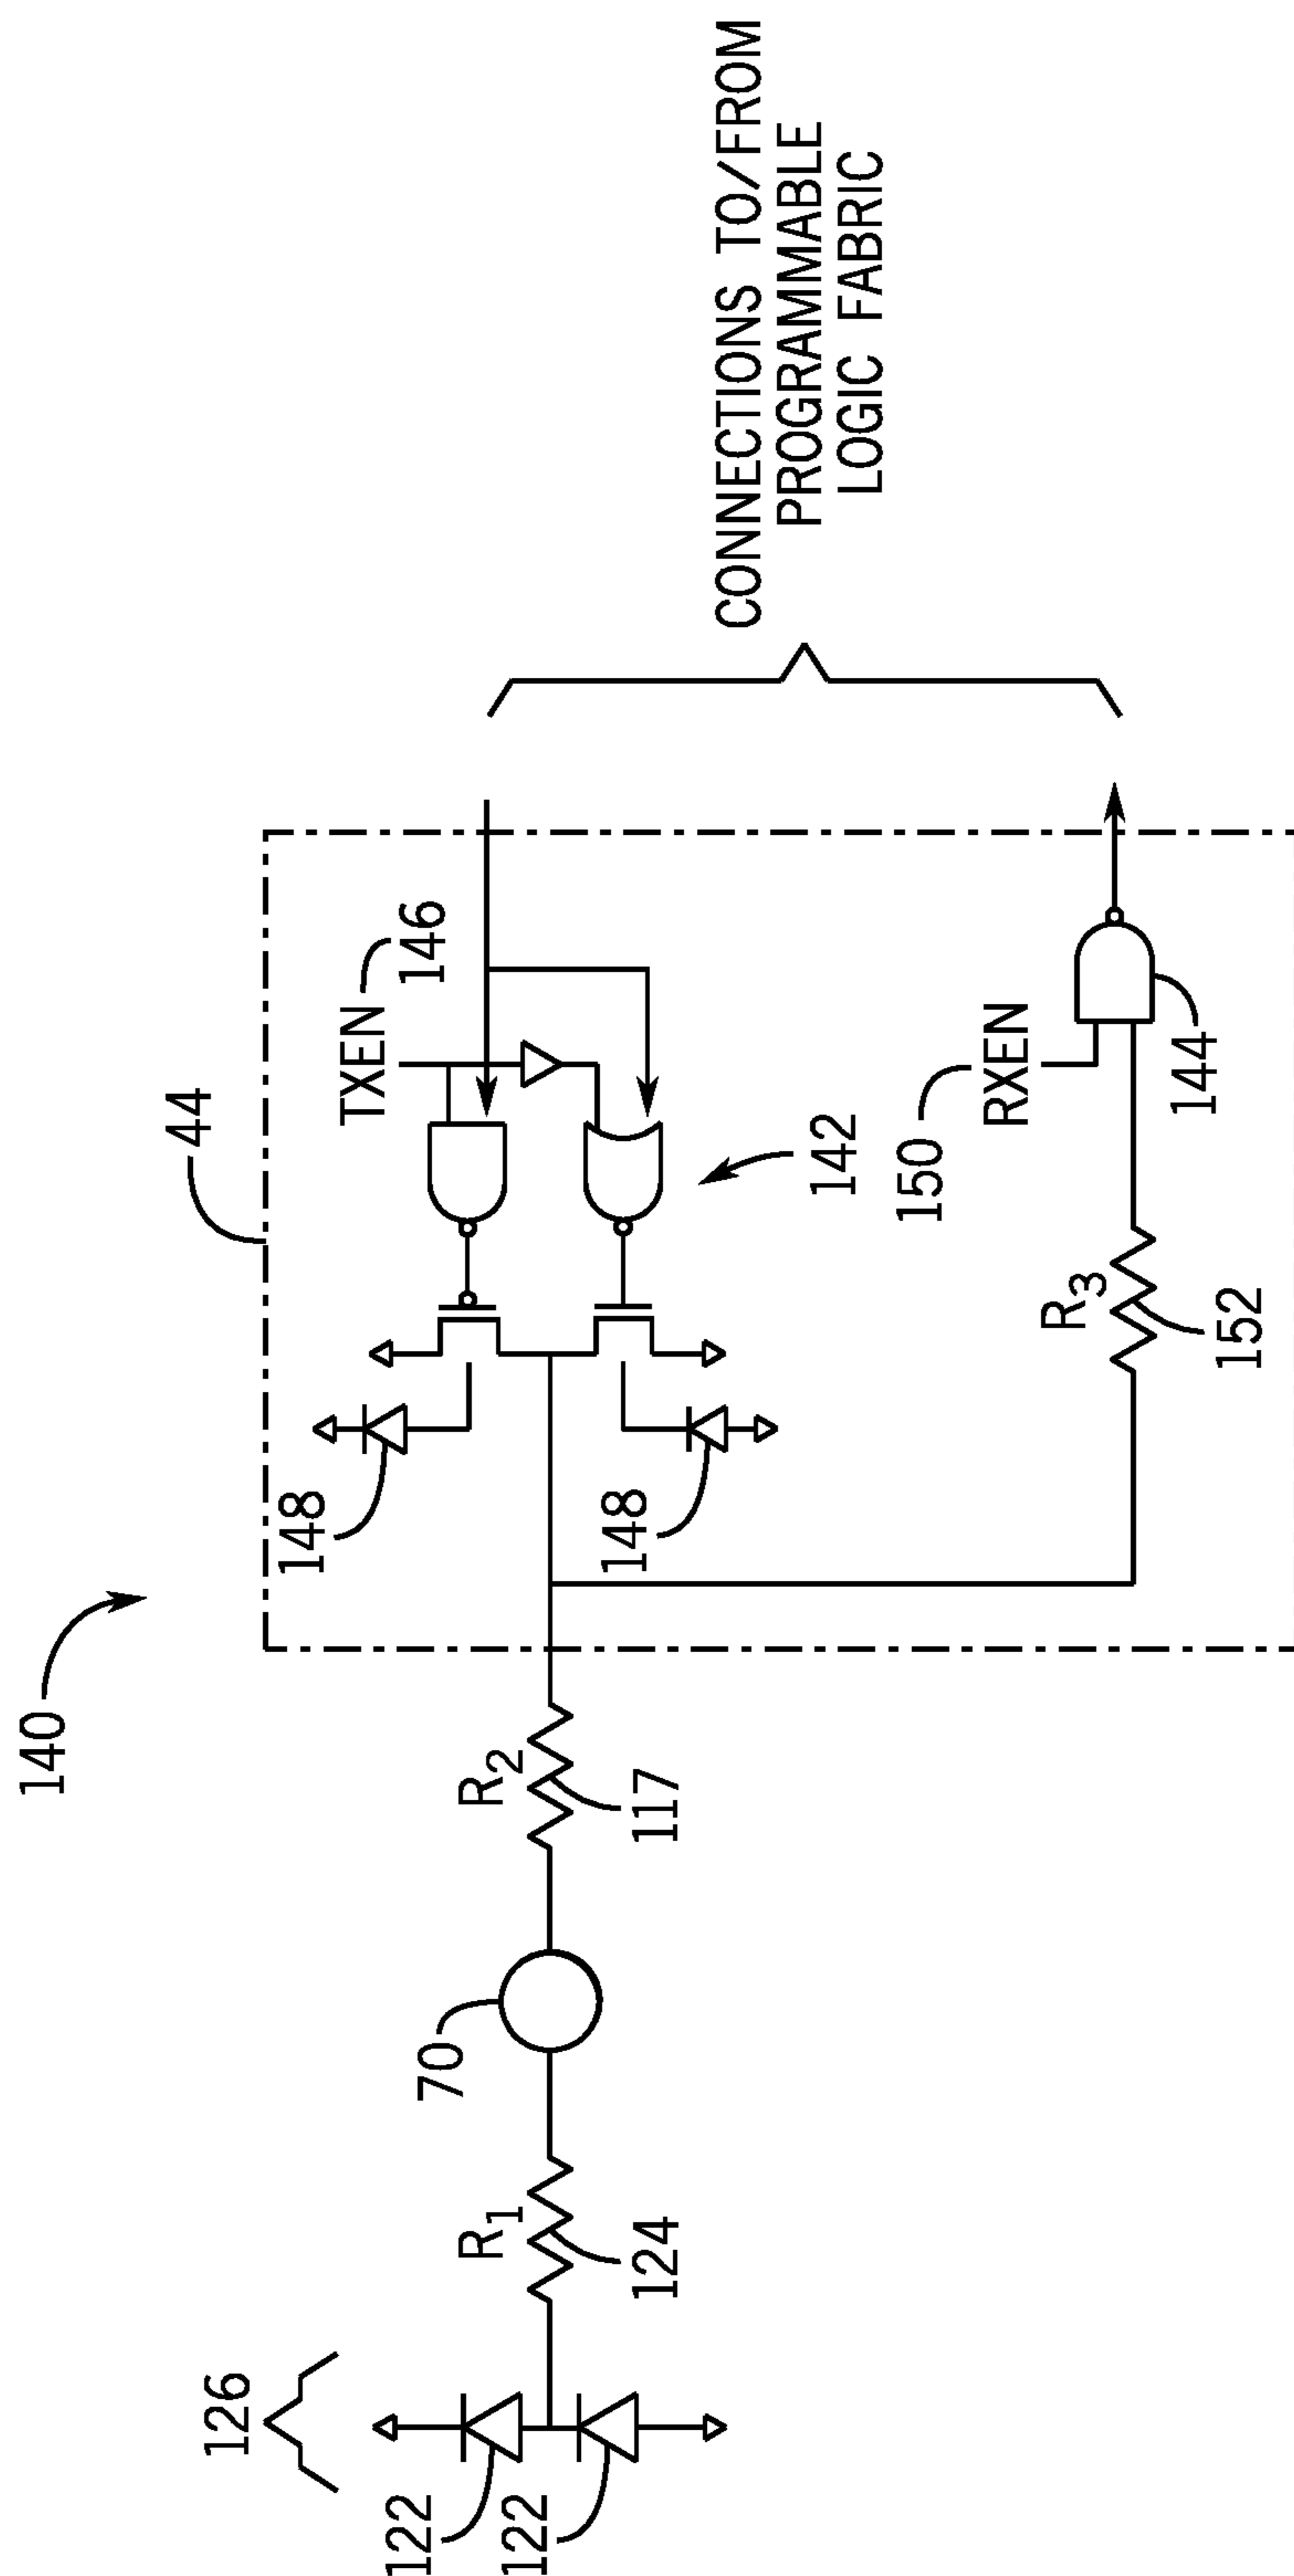 140
44
126
122
122
R1
124
70
R2
117
148
148
TXEN
146
142
150
RXEN
R3
152
144
CONNECTIONS TO/FROM
PROGRAMMABLE
LOGIC FABRIC